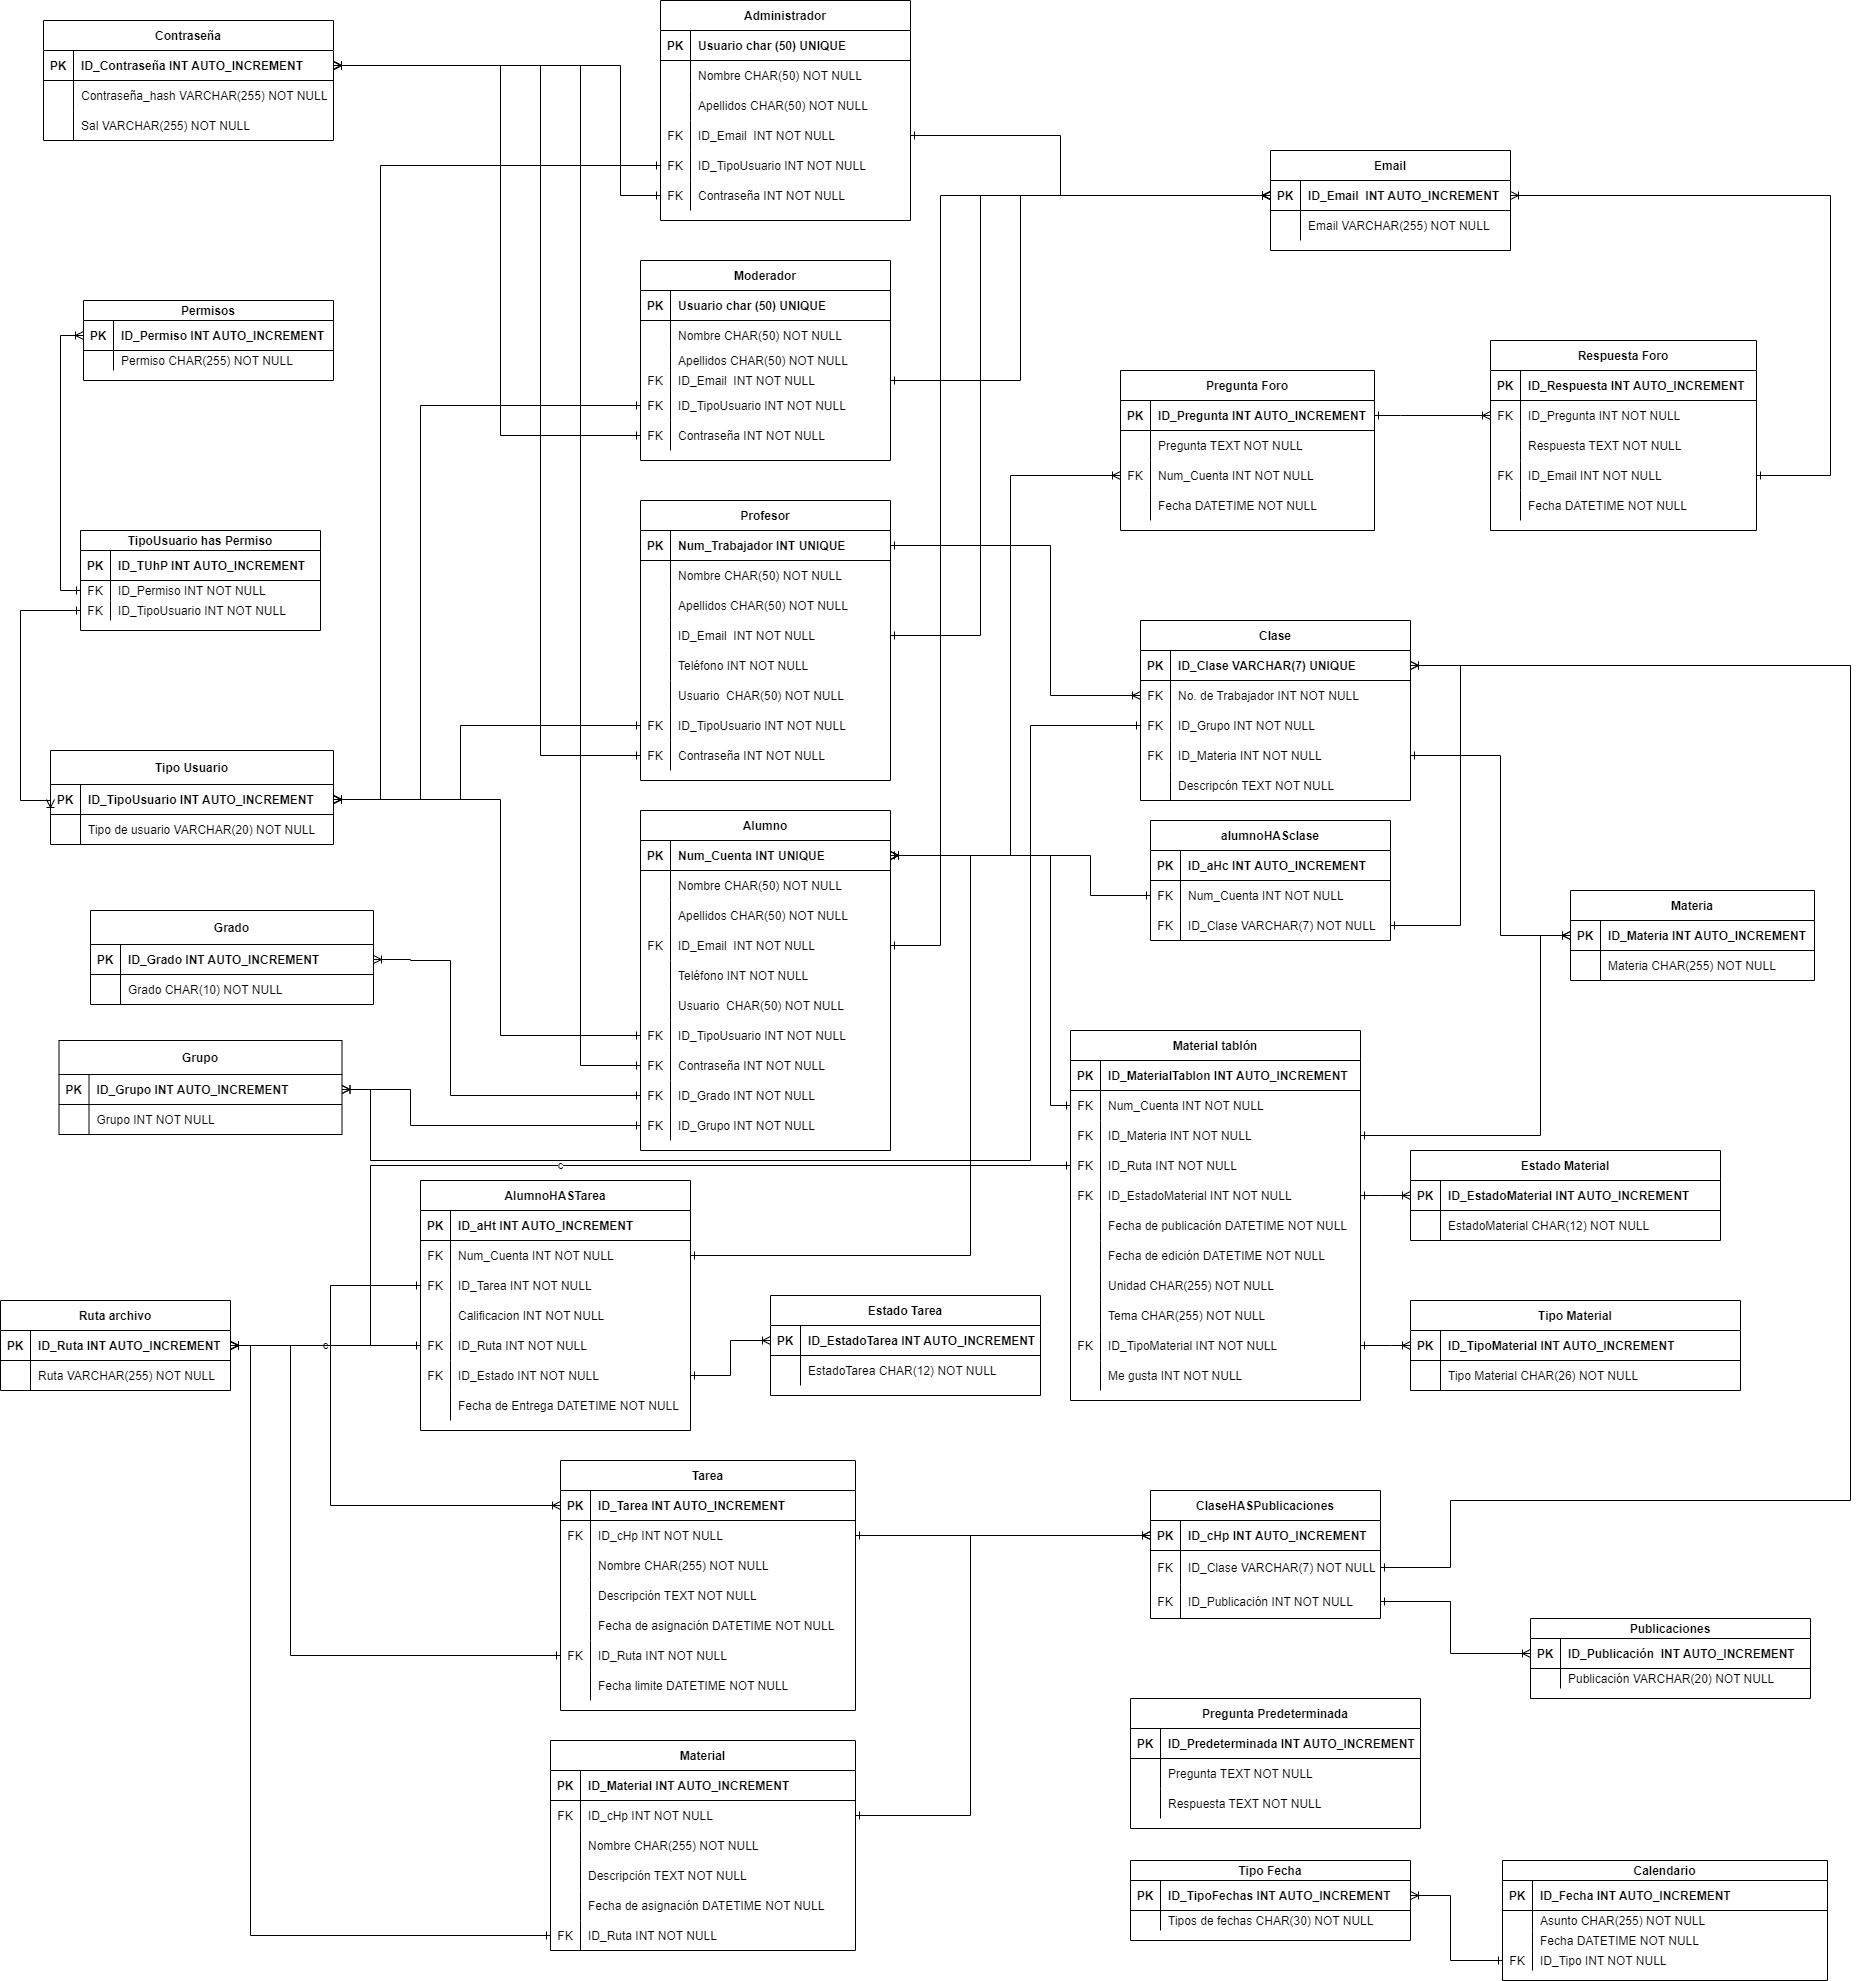 Contraseña
PK ID_Contraseña INT AUTO_INCREMENT
Contraseña_hash VARCHAR(255) NOT NULL
Sal VARCHAR(255) NOT NULL
Administrador
PK Usuario char (50) UNIQUE
Nombre CHAR(50) NOT NULL
Apellidos CHAR(50) NOT NULL
FK ID_Email INT NOT NULL
FK ID_TipoUsuario INT NOT NULL
FK Contraseña INT NOT NULL
Email
PK ID_Email INT AUTO_INCREMENT
Email VARCHAR(255) NOT NULL
Moderador
PK Usuario char (50) UNIQUE
Nombre CHAR(50) NOT NULL
Apellidos CHAR(50) NOT NULL
FK ID_Email INT NOT NULL
FK ID_TipoUsuario INT NOT NULL
FK Contraseña INT NOT NULL
Permisos
PK ID_Permiso INT AUTO_INCREMENT
Permiso CHAR(255) NOT NULL
Pregunta Foro
PK ID_Pregunta INT AUTO_INCREMENT
Pregunta TEXT NOT NULL
FK Num_Cuenta INT NOT NULL
Fecha DATETIME NOT NULL
Respuesta Foro
PK ID_Respuesta INT AUTO_INCREMENT
FK ID_Pregunta INT NOT NULL
Respuesta TEXT NOT NULL
FK ID_Email INT NOT NULL
Fecha DATETIME NOT NULL
TipoUsuario has Permiso
PK ID_TUhP INT AUTO_INCREMENT
FK ID_Permiso INT NOT NULL
FK ID_TipoUsuario INT NOT NULL
Profesor
PK Num_Trabajador INT UNIQUE
Nombre CHAR(50) NOT NULL
Apellidos CHAR(50) NOT NULL
ID_Email INT NOT NULL
Teléfono INT NOT NULL
Usuario CHAR(50) NOT NULL
FK ID_TipoUsuario INT NOT NULL
FK Contraseña INT NOT NULL
Clase
PK ID_Clase VARCHAR(7) UNIQUE
FK No. de Trabajador INT NOT NULL
FK ID_Grupo INT NOT NULL
FK ID_Materia INT NOT NULL
Descripcón TEXT NOT NULL
Tipo Usuario
PK ID_TipoUsuario INT AUTO_INCREMENT
Tipo de usuario VARCHAR(20) NOT NULL
Alumno
PK Num_Cuenta INT UNIQUE
Nombre CHAR(50) NOT NULL
Apellidos CHAR(50) NOT NULL
FK ID_Email INT NOT NULL
Teléfono INT NOT NULL
Usuario CHAR(50) NOT NULL
FK ID_TipoUsuario INT NOT NULL
FK Contraseña INT NOT NULL
FK ID_Grado INT NOT NULL
FK ID_Grupo INT NOT NULL
alumnoHASclase
PK ID_aHc INT AUTO_INCREMENT
FK Num_Cuenta INT NOT NULL
FK ID_Clase VARCHAR(7) NOT NULL
Materia
PK ID_Materia INT AUTO_INCREMENT
Materia CHAR(255) NOT NULL
Grado
PK ID_Grado INT AUTO_INCREMENT
Grado CHAR(10) NOT NULL
Grupo
PK ID_Grupo INT AUTO_INCREMENT
Grupo INT NOT NULL
Material tablón
PK ID_MaterialTablon INT AUTO_INCREMENT
FK Num_Cuenta INT NOT NULL
FK ID_Materia INT NOT NULL
FK ID_Ruta INT NOT NULL
FK ID_EstadoMaterial INT NOT NULL
Fecha de publicación DATETIME NOT NULL
Fecha de edición DATETIME NOT NULL
Unidad CHAR(255) NOT NULL
Tema CHAR(255) NOT NULL
FK ID_TipoMaterial INT NOT NULL
Me gusta INT NOT NULL
c
Estado Material
PK ID_EstadoMaterial INT AUTO_INCREMENT
EstadoMaterial CHAR(12) NOT NULL
AlumnoHASTarea
PK ID_aHt INT AUTO_INCREMENT
FK Num_Cuenta INT NOT NULL
FK ID_Tarea INT NOT NULL
Calificacion INT NOT NULL
FK ID_Ruta INT NOT NULL
FK ID_Estado INT NOT NULL
Fecha de Entrega DATETIME NOT NULL
Ruta archivo
PK ID_Ruta INT AUTO_INCREMENT
Ruta VARCHAR(255) NOT NULL
c
Estado Tarea
PK ID_EstadoTarea INT AUTO_INCREMENT
EstadoTarea CHAR(12) NOT NULL
Tipo Material
PK ID_TipoMaterial INT AUTO_INCREMENT
Tipo Material CHAR(26) NOT NULL
Tarea
PK ID_Tarea INT AUTO_INCREMENT
FK ID_cHp INT NOT NULL
Nombre CHAR(255) NOT NULL
Descripción TEXT NOT NULL
Fecha de asignación DATETIME NOT NULL
FK ID_Ruta INT NOT NULL
Fecha limite DATETIME NOT NULL
ClaseHASPublicaciones
PK ID_cHp INT AUTO_INCREMENT
FK ID_Clase VARCHAR(7) NOT NULL
FK ID_Publicación INT NOT NULL
Publicaciones
PK ID_Publicación INT AUTO_INCREMENT
Publicación VARCHAR(20) NOT NULL
Pregunta Predeterminada
PK ID_Predeterminada INT AUTO_INCREMENT
Pregunta TEXT NOT NULL
Respuesta TEXT NOT NULL
Material
PK ID_Material INT AUTO_INCREMENT
FK ID_cHp INT NOT NULL
Nombre CHAR(255) NOT NULL
Descripción TEXT NOT NULL
Fecha de asignación DATETIME NOT NULL
FK ID_Ruta INT NOT NULL
Tipo Fecha
PK ID_TipoFechas INT AUTO_INCREMENT
Tipos de fechas CHAR(30) NOT NULL
Calendario
PK ID_Fecha INT AUTO_INCREMENT
Asunto CHAR(255) NOT NULL
Fecha DATETIME NOT NULL
FK ID_Tipo INT NOT NULL